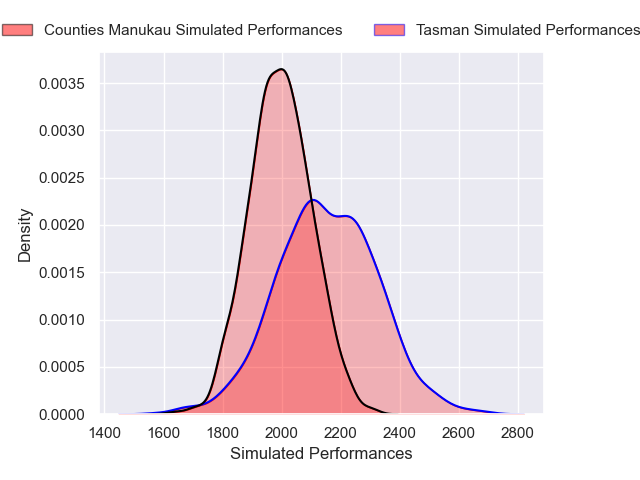 Counties Manukau Simulated Performances Tasman Simulated Performances
0.0035
0.0030
0.0025
0.0020
0.0015
0.0010
0.0005
0.0000
Density
1400 1600 1800 2000 2200 2400 2600 2800
Simulated Performances